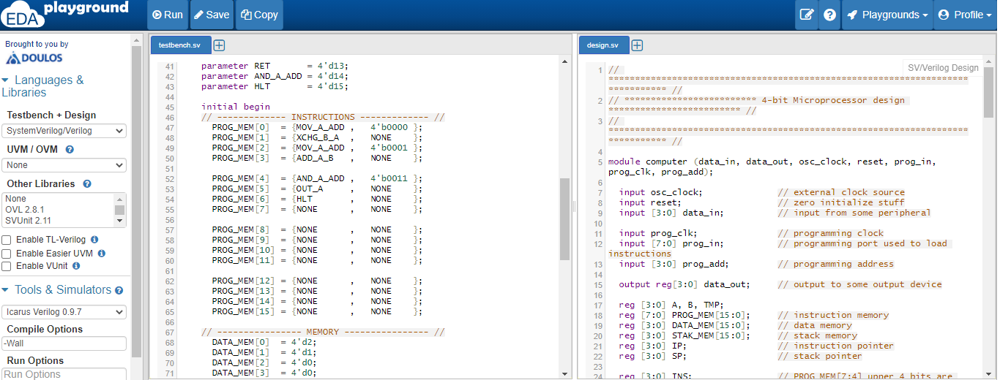 EDA playground
Run
Save
Copy
Playgrounds
Profile
Brought to you by
DOULOS
Languages &
Libraries
Testbench + Design
SystemVerilog/Verilog
UVM / OVM
None
Other Libraries
None
OVL 2.8.1
SVUnit 2.11
Enable TL-Verilog
Enable Easier UVM
Enable VUnit
Tools & Simulators
Icarus Verilog 0.9.7
Compile Options
-Wall
Run Options
Run Options
testbench.sv
41 parameter RET = 4'd13;
42 parameter AND_A_ADD = 4'd14;
43 parameter HLT = 4'd15;
44
45 initial begin
46 // ------------- INSTRUCTIONS ------------- //
47 PROG_MEM[0] = {MOV_A_ADD , 4'b0000 };
48 PROG_MEM[1] = {XCHG_B_A , NONE };
49 PROG_MEM[2] = {MOV_A_ADD , 4'b0001 };
50 PROG_MEM[3] = {ADD_A_B , NONE };
51
52 PROG_MEM[4] = {AND_A_ADD , 4'b0011 };
53 PROG_MEM[5] = {OUT_A , NONE };
54 PROG_MEM[6] = {HLT , NONE };
55 PROG_MEM[7] = {NONE , NONE };
56
57 PROG_MEM[8] = {NONE , NONE };
58 PROG_MEM[9] = {NONE , NONE };
59 PROG_MEM[10] = {NONE , NONE };
60 PROG_MEM[11] = {NONE , NONE };
61
62 PROG_MEM[12] = {NONE , NONE };
63 PROG_MEM[13] = {NONE , NONE };
64 PROG_MEM[14] = {NONE , NONE };
65 PROG_MEM[15] = {NONE , NONE };
66
67 // ---------------- MEMORY ---------------- //
68 DATA_MEM[0] = 4'd2;
69 DATA_MEM[1] = 4'd1;
70 DATA_MEM[2] = 4'd0;
71 DATA_MEM[3] = 4'd0;
design.sv
SV/Verilog Design
1 //
********************************************************************
*********** //
2 // ************************* 4-bit Microprocessor design
************************* //
3 //
********************************************************************
*********** //
4
5 module computer (data_in, data_out, osc_clock, reset, prog_in,
prog_clk, prog_add);
6
7 input osc_clock; // external clock source
8 input reset; // zero initialize stuff
9 input [3:0] data_in; // input from some peripheral
10
11 input prog_clk; // programming clock
12 input [7:0] prog_in; // programming port used to load
instructions
13 input [3:0] prog_add; // programming address
14
15 output reg[3:0] data_out; // output to some output device
16
17 reg [3:0] A, B, TMP;
18 reg [7:0] PROG_MEM[15:0]; // instruction memory
19 reg [3:0] DATA_MEM[15:0]; // data memory
20 reg [3:0] STAK_MEM[15:0]; // stack memory
21 reg [3:0] IP; // instruction pointer
22 reg [3:0] SP; // stack pointer
23
24 reg [3:0] INS; // PROG_MEM[7:4] upper 4 bits are